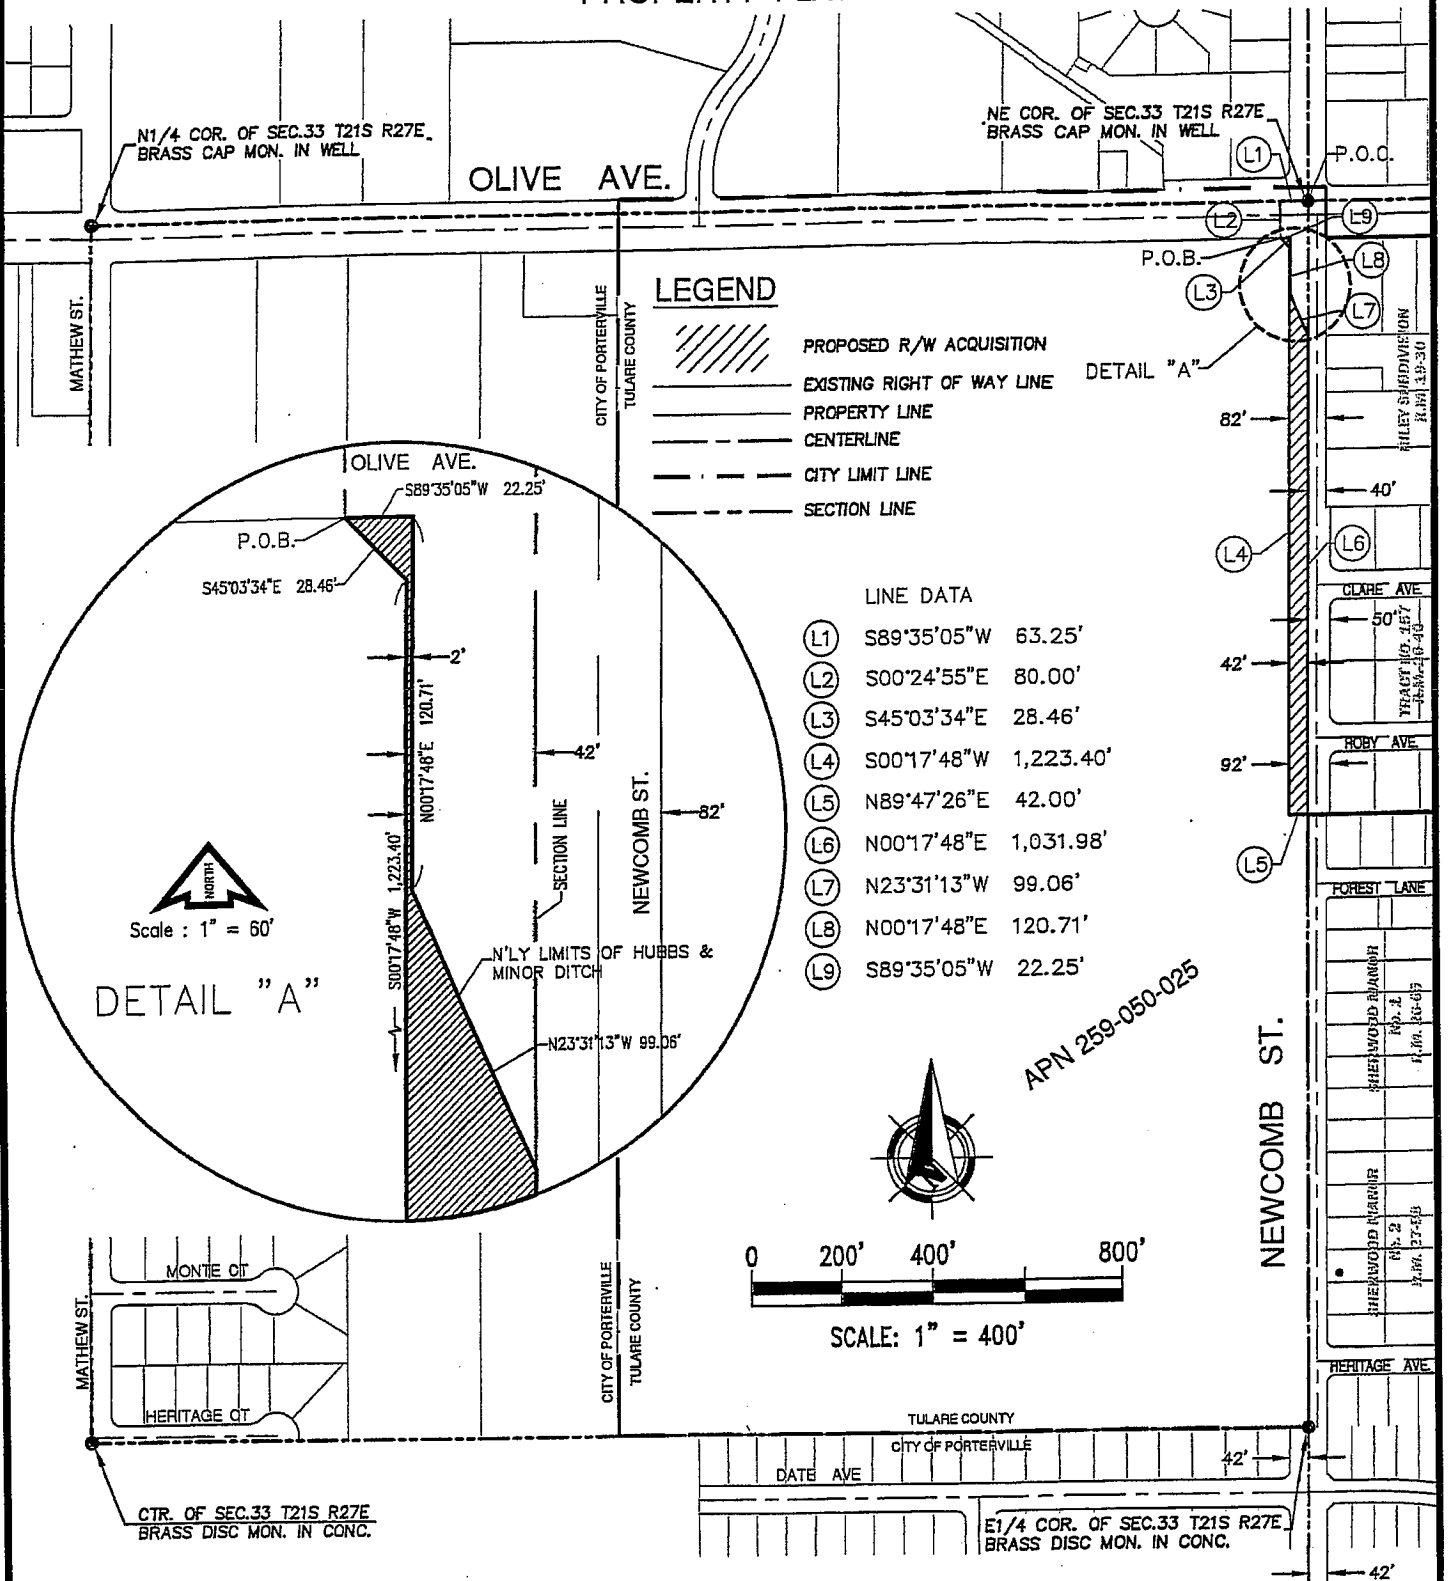 N1/4 COR. OF SEC.33 T21S R27E
BRASS CAP MON. IN WELL
NE COR. OF SEC.33 T21S R27E
BRASS CAP MON. IN WELL
OLIVE AVE.
L1
P.O.C.
L2
L9
P.O.B.
L8
L3
L7
MATHEW ST.
CITY OF PORTERVILLE
TULARE COUNTY
LEGEND
PROPOSED R/W ACQUISITION
EXISTING RIGHT OF WAY LINE
PROPERTY LINE
CENTERLINE
CITY LIMIT LINE
SECTION LINE
DETAIL "A"
82'
40'
L4
L6
CLARE AVE
50'
TRACT NO. 157
42'
ROBY AVE.
92'
L5
FOREST LANE
OLIVE AVE.
S89°35'05"W 22.25'
P.O.B.
S45°03'34"E 28.46'
2'
N00°17'48"E 120.71'
42'
NEWCOMB ST.
82'
SECTION LINE
S00°17'48"W 1,223.40'
NORTH
Scale : 1" = 60'
DETAIL "A"
N'LY LIMITS OF HUBBS &
MINOR DITCH
N23°31'13"W 99.06'
LINE DATA
L1 S89°35'05"W 63.25'
L2 S00°24'55"E 80.00'
L3 S45°03'34"E 28.46'
L4 S00°17'48"W 1,223.40'
L5 N89°47'26"E 42.00'
L6 N00°17'48"E 1,031.98'
L7 N23°31'13"W 99.06'
L8 N00°17'48"E 120.71'
L9 S89°35'05"W 22.25'
APN 259-050-025
NEWCOMB ST.
SHERWOOD MANOR
No. 1
SHERWOOD MANOR
No. 2
0 200' 400' 800'
SCALE: 1" = 400'
MONTE CT
MATHEW ST.
HERITAGE CT
CITY OF PORTERVILLE
TULARE COUNTY
HERITAGE AVE.
TULARE COUNTY
CITY OF PORTERVILLE
DATE AVE
42'
CTR. OF SEC.33 T21S R27E
BRASS DISC MON. IN CONC.
E1/4 COR. OF SEC.33 T21S R27E
BRASS DISC MON. IN CONC.
42'